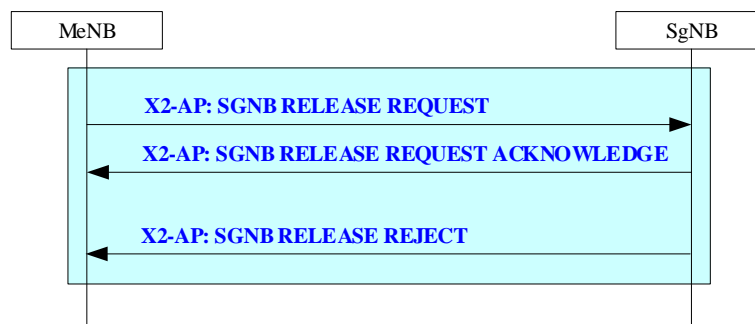 MeNB
SgNB
X2-AP: SGNB RELEASE REQUEST
X2-AP: SGNB RELEASE REQUEST ACKNOWLEDGE
X2-AP: SGNB RELEASE REJECT